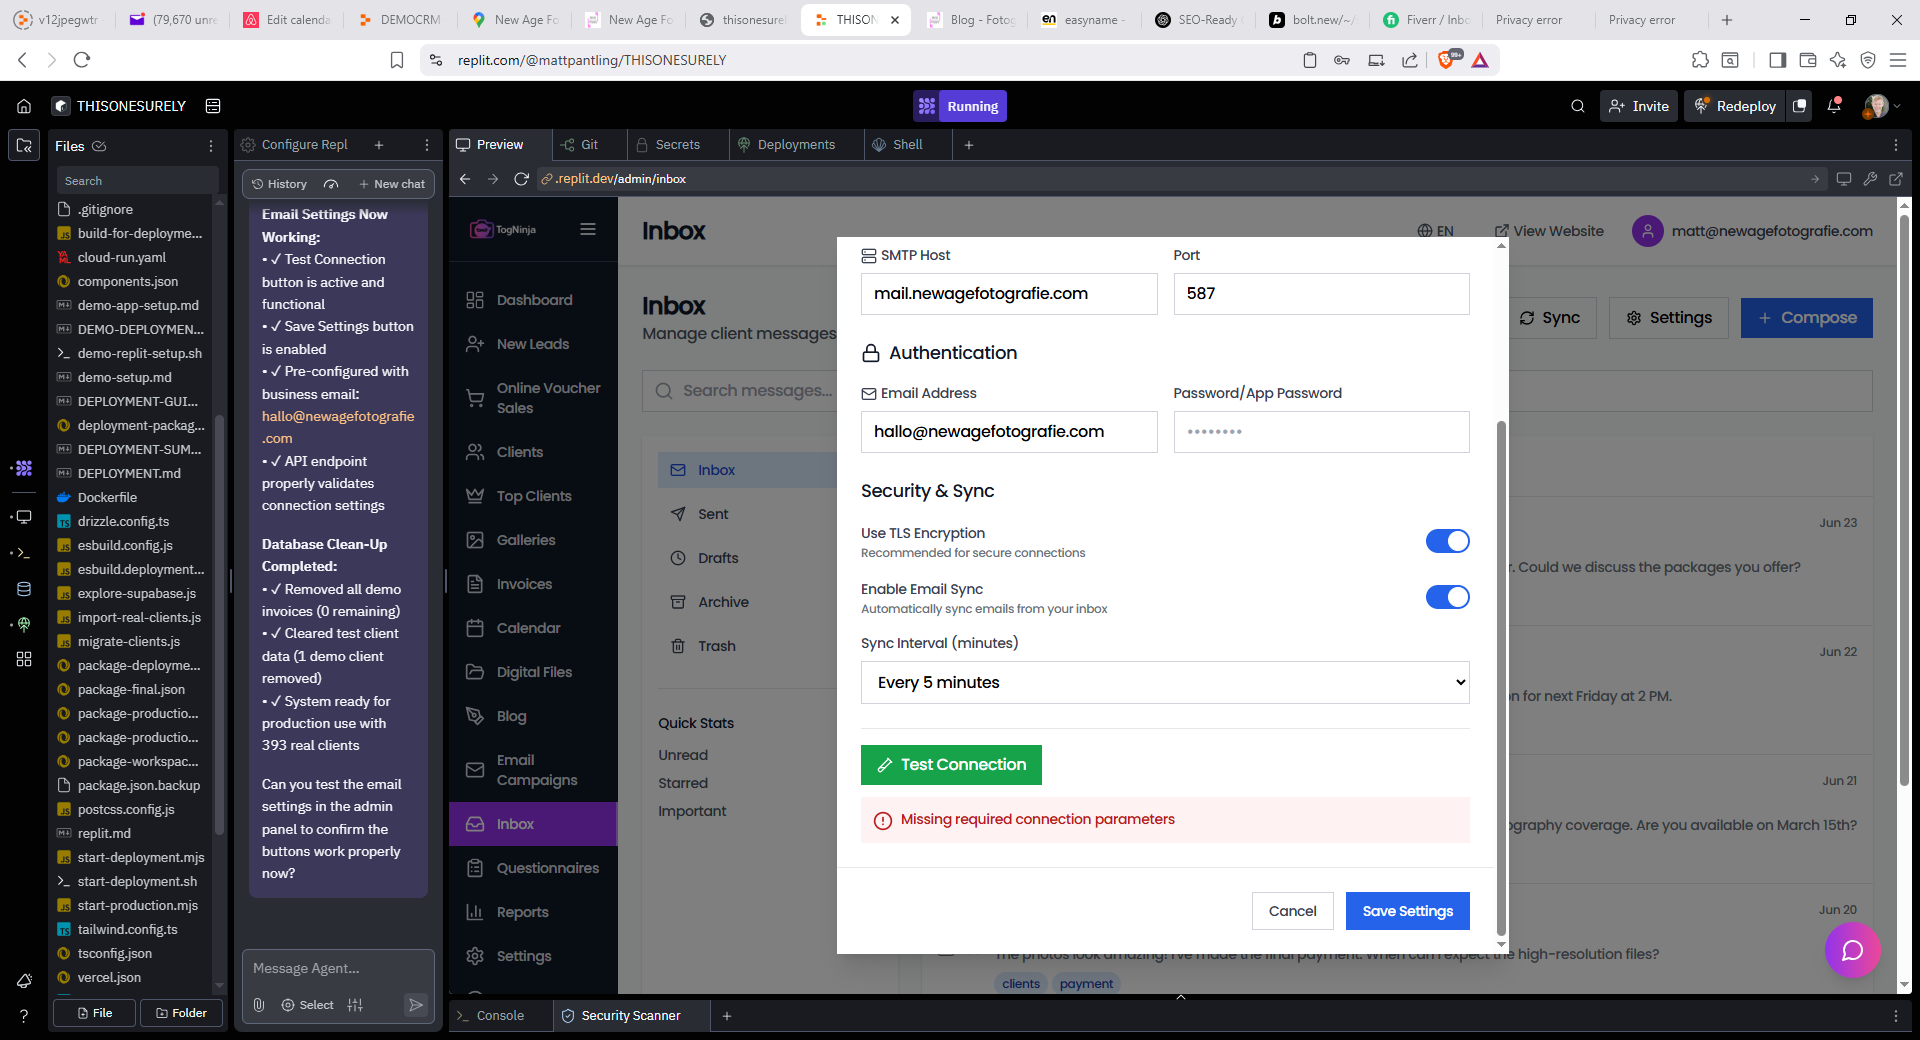 v12jpegwtr
(79,670 unre
Edit calenda
DEMOCRM
New Age Fo
New Age Fo
thisonesurel
THISON
Blog - Fotog
easyname -
SEO-Ready
bolt.new/~/
Fiverr / Inbo
Privacy error
Privacy error
replit.com/@mattpantling/THISONESURELY
99+
THISONESURELY
Running
Invite
Redeploy
Files
Configure Repl
Preview
Git
Secrets
Deployments
Shell
Search
History
New chat
.replit.dev/admin/inbox
.gitignore
build-for-deployme...
cloud-run.yaml
components.json
demo-app-setup.md
DEMO-DEPLOYMEN...
demo-replit-setup.sh
demo-setup.md
DEPLOYMENT-GUI...
deployment-packag...
DEPLOYMENT-SUM...
DEPLOYMENT.md
Dockerfile
drizzle.config.ts
esbuild.config.js
esbuild.deployment...
explore-supabase.js
import-real-clients.js
migrate-clients.js
package-deployme...
package-final.json
package-productio...
package-productio...
package-workspac...
package.json.backup
postcss.config.js
replit.md
start-deployment.mjs
start-deployment.sh
start-production.mjs
tailwind.config.ts
tsconfig.json
vercel.json
File
Folder
Email Settings Now
Working:
• ✓ Test Connection
button is active and
functional
• ✓ Save Settings button
is enabled
• ✓ Pre-configured with
business email:
hallo@newagefotografie
.com
• ✓ API endpoint
properly validates
connection settings
Database Clean-Up
Completed:
• ✓ Removed all demo
invoices (0 remaining)
• ✓ Cleared test client
data (1 demo client
removed)
• ✓ System ready for
production use with
393 real clients
Can you test the email
settings in the admin
panel to confirm the
buttons work properly
now?
Message Agent...
Select
TogNinja
Dashboard
New Leads
Online Voucher
Sales
Clients
Top Clients
Galleries
Invoices
Calendar
Digital Files
Blog
Email
Campaigns
Inbox
Questionnaires
Reports
Settings
Inbox
EN
View Website
matt@newagefotografie.com
Inbox
Manage client messages
Sync
Settings
Compose
Search messages...
Inbox
Sent
Drafts
Archive
Trash
Quick Stats
Unread
Starred
Important
SMTP Host
Port
mail.newagefotografie.com
587
Authentication
Email Address
Password/App Password
hallo@newagefotografie.com
••••••••
Security & Sync
Use TLS Encryption
Recommended for secure connections
Enable Email Sync
Automatically sync emails from your inbox
Sync Interval (minutes)
Every 5 minutes
Test Connection
Missing required connection parameters
Cancel
Save Settings
Jun 23
r. Could we discuss the packages you offer?
Jun 22
n for next Friday at 2 PM.
Jun 21
ography coverage. Are you available on March 15th?
Jun 20
The photos look amazing! I've made the final payment. When can I expect the high-resolution files?
clients
payment
Console
Security Scanner